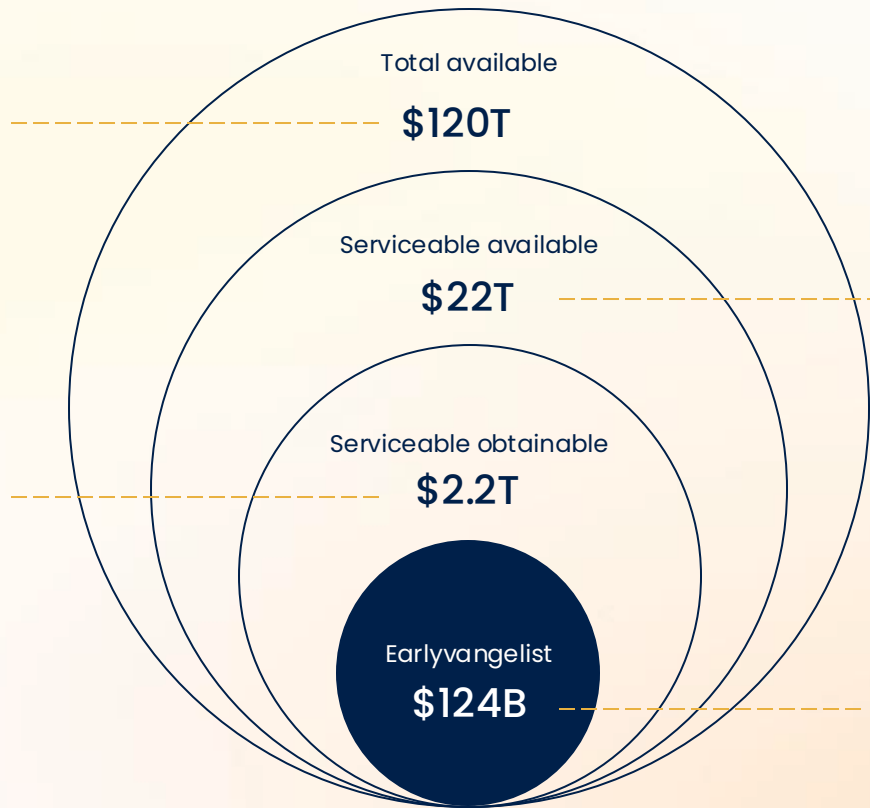 Total available
$120T
Serviceable available
$22T
Serviceable obtainable
$2.2T
Earlyvangelist
$124B